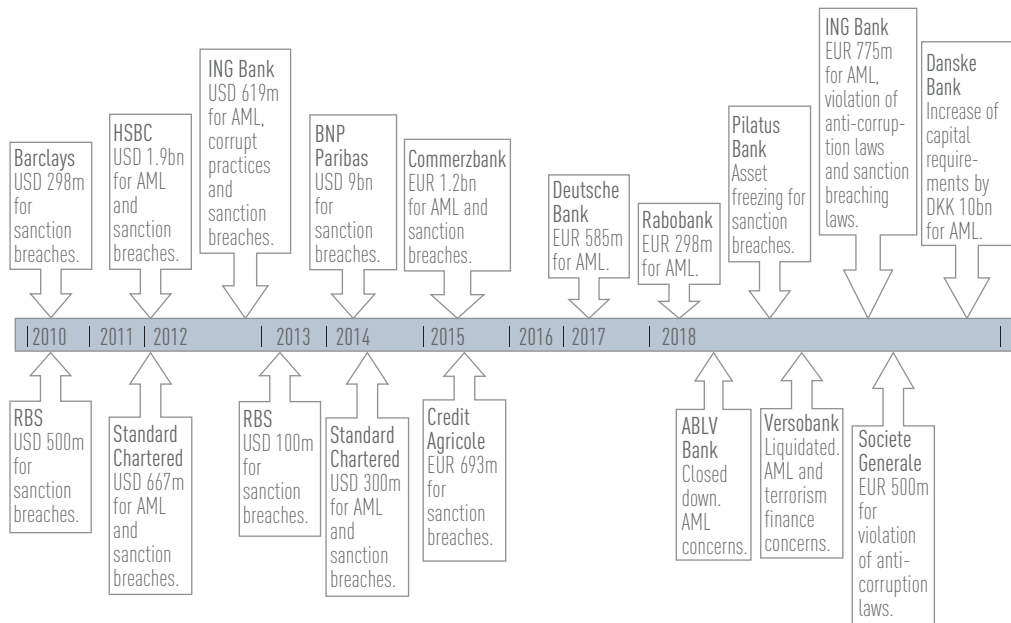 Barclays
USD 298m
for
sanction
breaches.
HSBC
USD 1.9bn
for AML
and
sanction
breaches.
ING Bank
USD 619m
for AML,
corrupt
practices
and
sanction
breaches.
BNP
Paribas
USD 9bn
for
sanction
breaches.
Commerzbank
EUR 1.2bn
for AML and
sanction
breaches.
Deutsche
Bank
EUR 585m
for AML.
Rabobank
EUR 298m
for AML.
Pilatus
Bank
Asset
freezing for
sanction
breaches.
ING Bank
EUR 775m
for AML,
violation of
anti-corrup-
tion laws
and sanction
breaching
laws.
Danske
Bank
Increase of
capital
require-
ments by
DKK 10bn
for AML.
2010 2011 2012 2013 2014 2015 2016 2017 2018
RBS
USD 500m
for
sanction
breaches.
Standard
Chartered
USD 667m
for AML
and
sanction
breaches.
RBS
USD 100m
for
sanction
breaches.
Standard
Chartered
USD 300m
for AML
and
sanction
breaches.
Credit
Agricole
EUR 693m
for
sanction
breaches.
ABLV
Bank
Closed
down.
AML
concerns.
Versobank
Liquidated.
AML and
terrorism
finance
concerns.
Societe
Generale
EUR 500m
for
violation
of anti-
corruption
laws.